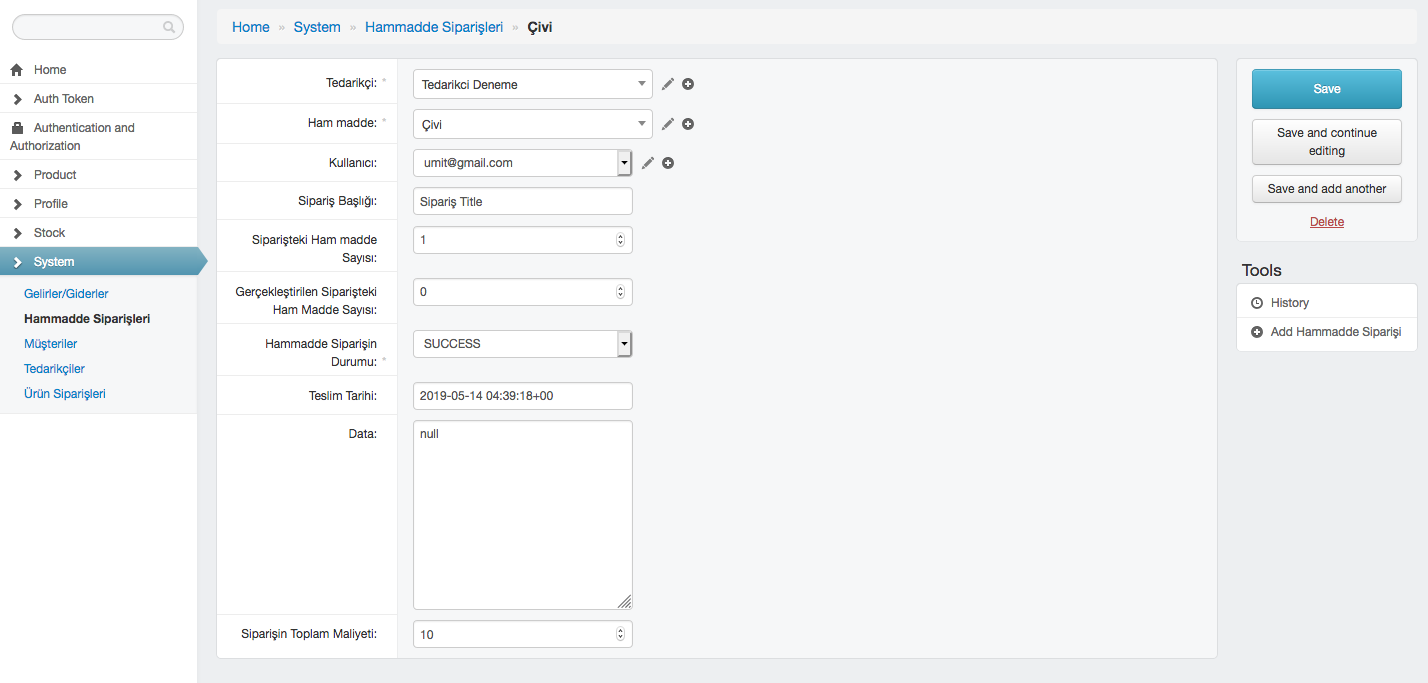 Home » System » Hammadde Siparişleri » Çivi
Home
Auth Token
Authentication and
Authorization
Product
Profile
Stock
System
Gelirler/Giderler
Hammadde Siparişleri
Müşteriler
Tedarikçiler
Ürün Siparişleri
Tedarikçi: *
Tedarikci Deneme
Ham madde: *
Çivi
Kullanıcı:
umit@gmail.com
Sipariş Başlığı:
Sipariş Title
Siparişteki Ham madde
Sayısı:
1
Gerçekleştirilen Siparişteki
Ham Madde Sayısı:
0
Hammadde Siparişin
Durumu: *
SUCCESS
Teslim Tarihi:
2019-05-14 04:39:18+00
Data:
null
Siparişin Toplam Maliyeti:
10
Save
Save and continue
editing
Save and add another
Delete
Tools
History
Add Hammadde Siparişi